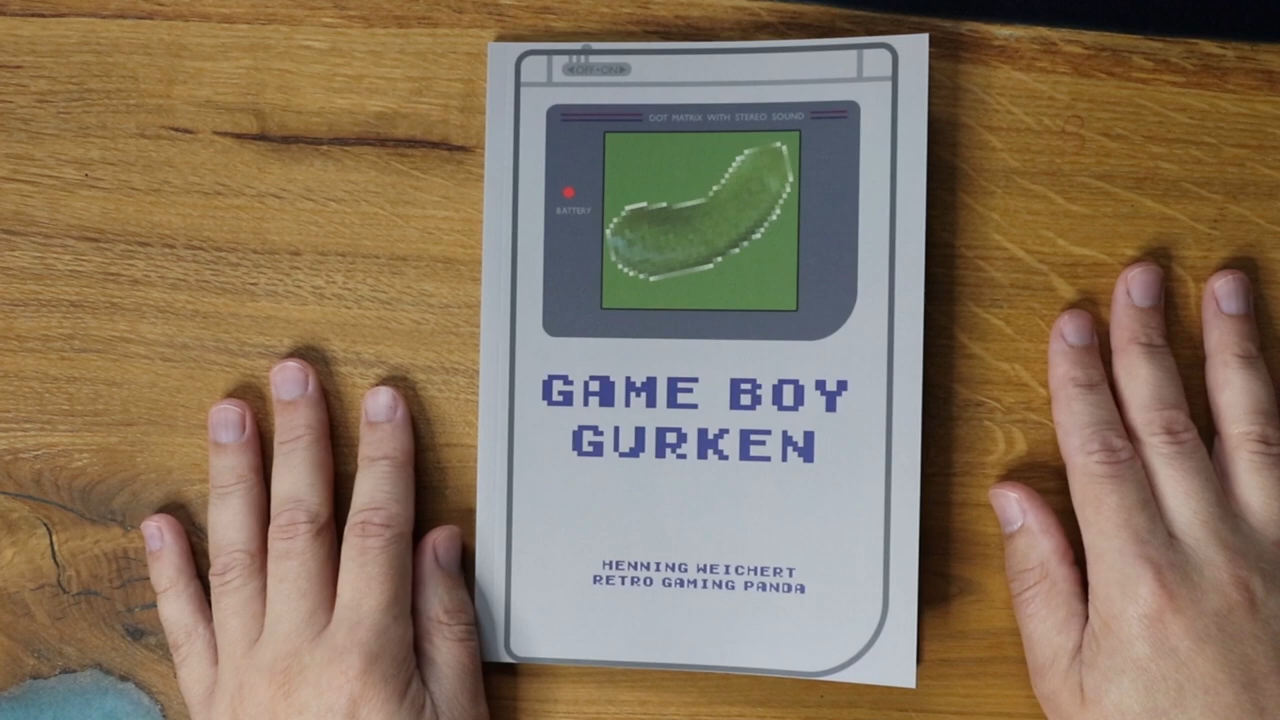 ◀OFF•ON▶
DOT MATRIX WITH STEREO SOUND
BATTERY
GAME BOY
GURKEN
HENNING WEICHERT
RETRO GAMING PANDA